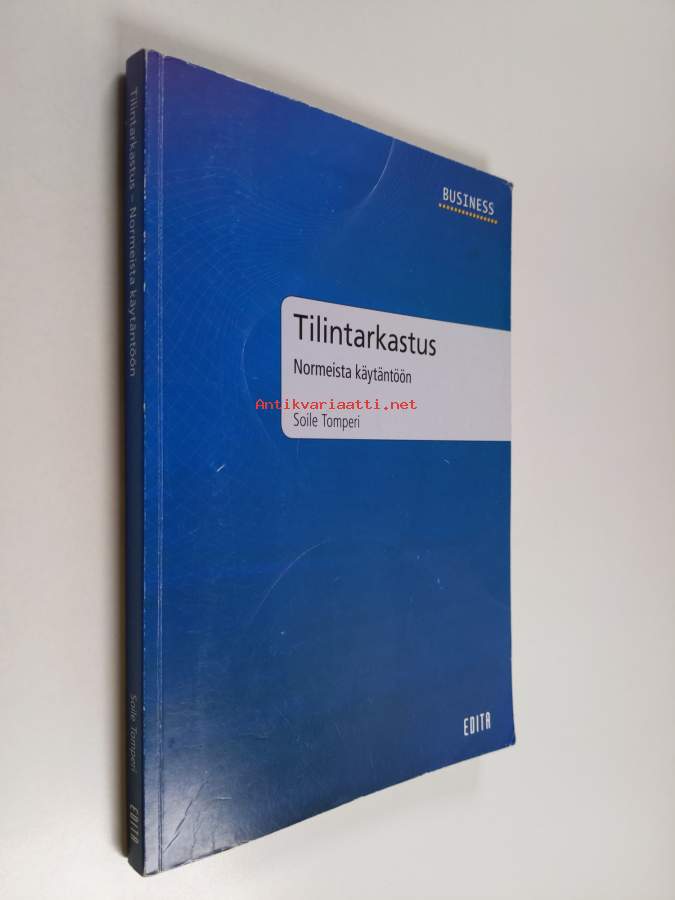 BUSINESS
Tilintarkastus
Normeista käytäntöön
Antikvariaatti.net
Soile Tomperi
EDITA
Tilintarkastus – Normeista käytäntöön
Soile Tomperi
EDITA